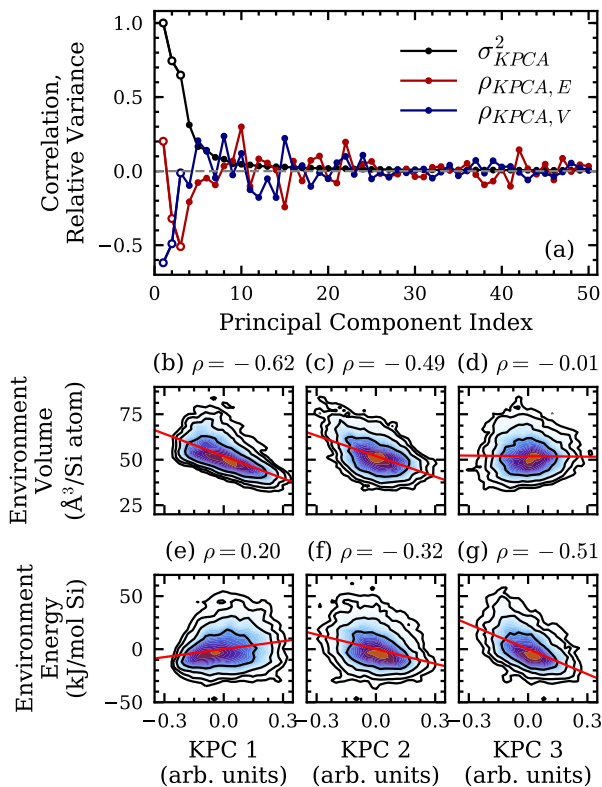 Correlation,
Relative Variance
1.0
0.5
0.0
−0.5
σ²KPCA
ρKPCA, E
ρKPCA, V
(a)
0 10 20 30 40 50
Principal Component Index
(b) ρ = −0.62 (c) ρ = −0.49 (d) ρ = −0.01
Environment
Volume
(Å³/Si atom)
75
50
25
(e) ρ = 0.20 (f) ρ = −0.32 (g) ρ = −0.51
Environment
Energy
(kJ/mol Si)
50
0
−50
−0.3 0.0 0.3 −0.3 0.0 0.3 −0.3 0.0 0.3
KPC 1 KPC 2 KPC 3
(arb. units) (arb. units) (arb. units)